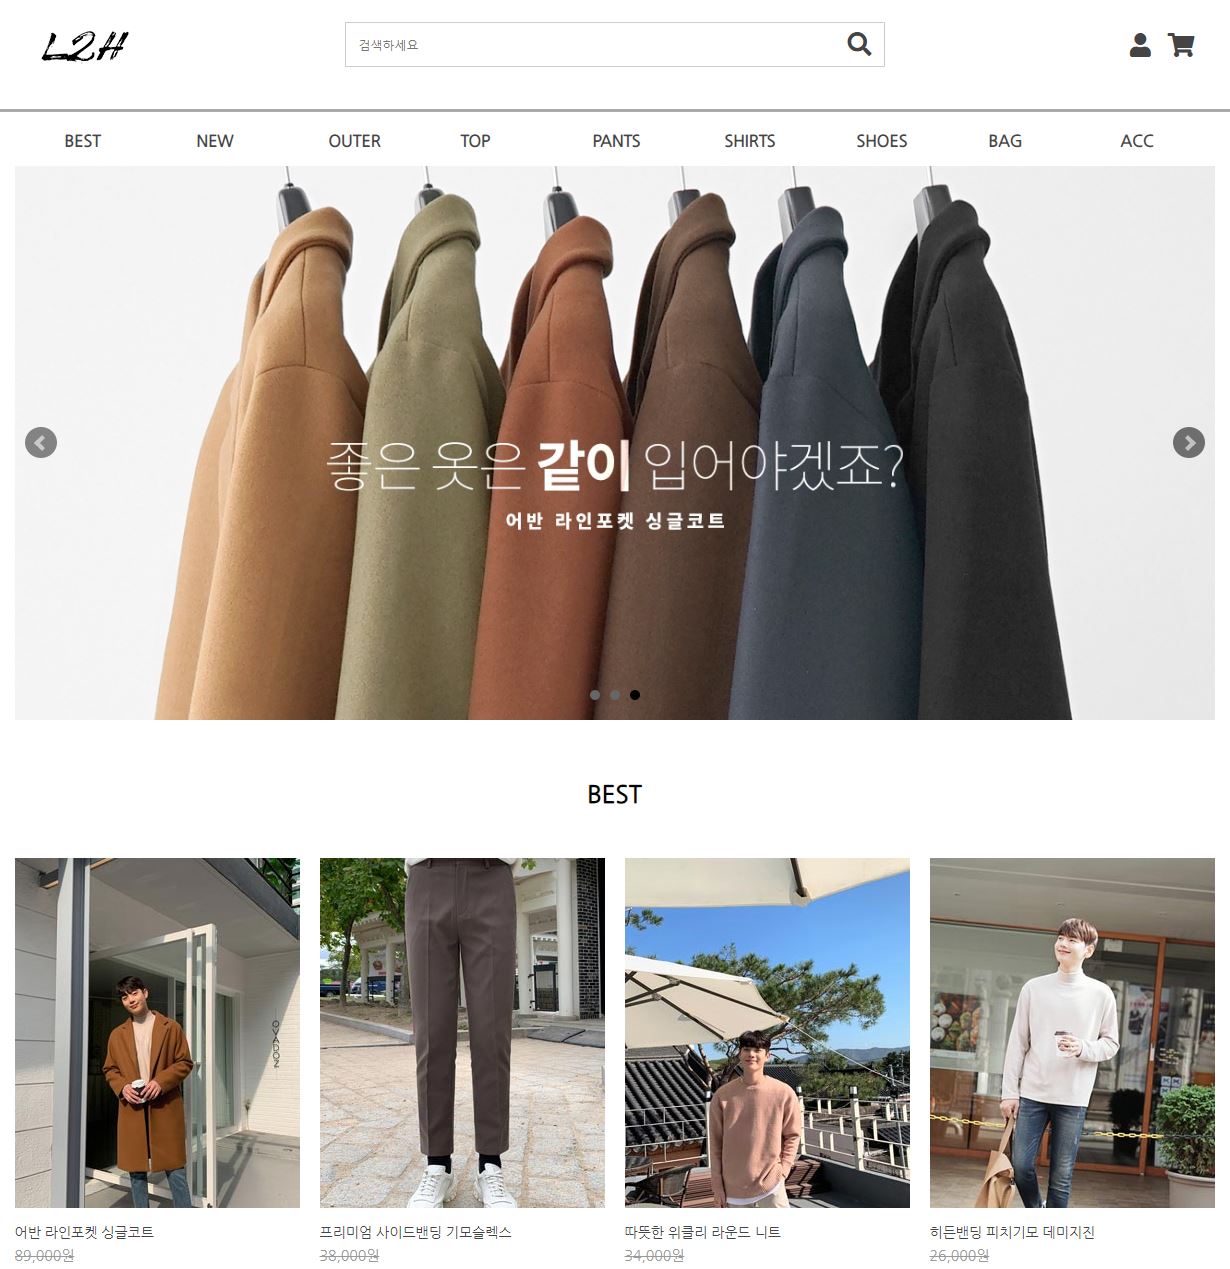 L2H
검색하세요
BEST NEW OUTER TOP PANTS SHIRTS SHOES BAG ACC
좋은 옷은 같이 입어야겠죠?
어반 라인포켓 싱글코트
BEST
OVADOZ
어반 라인포켓 싱글코트
89,000원
프리미엄 사이드밴딩 기모슬렉스
38,000원
따뜻한 위클리 라운드 니트
34,000원
히든밴딩 피치기모 데미지진
26,000원